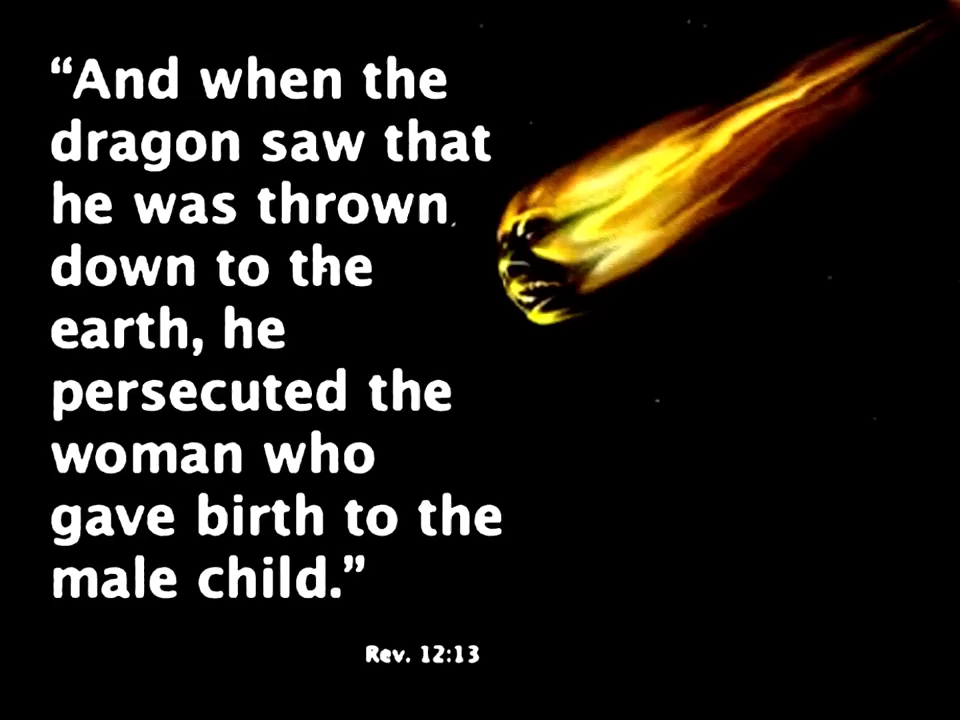 “And when the
dragon saw that
he was thrown
down to the
earth, he
persecuted the
woman who
gave birth to the
male child.”
Rev. 12:13